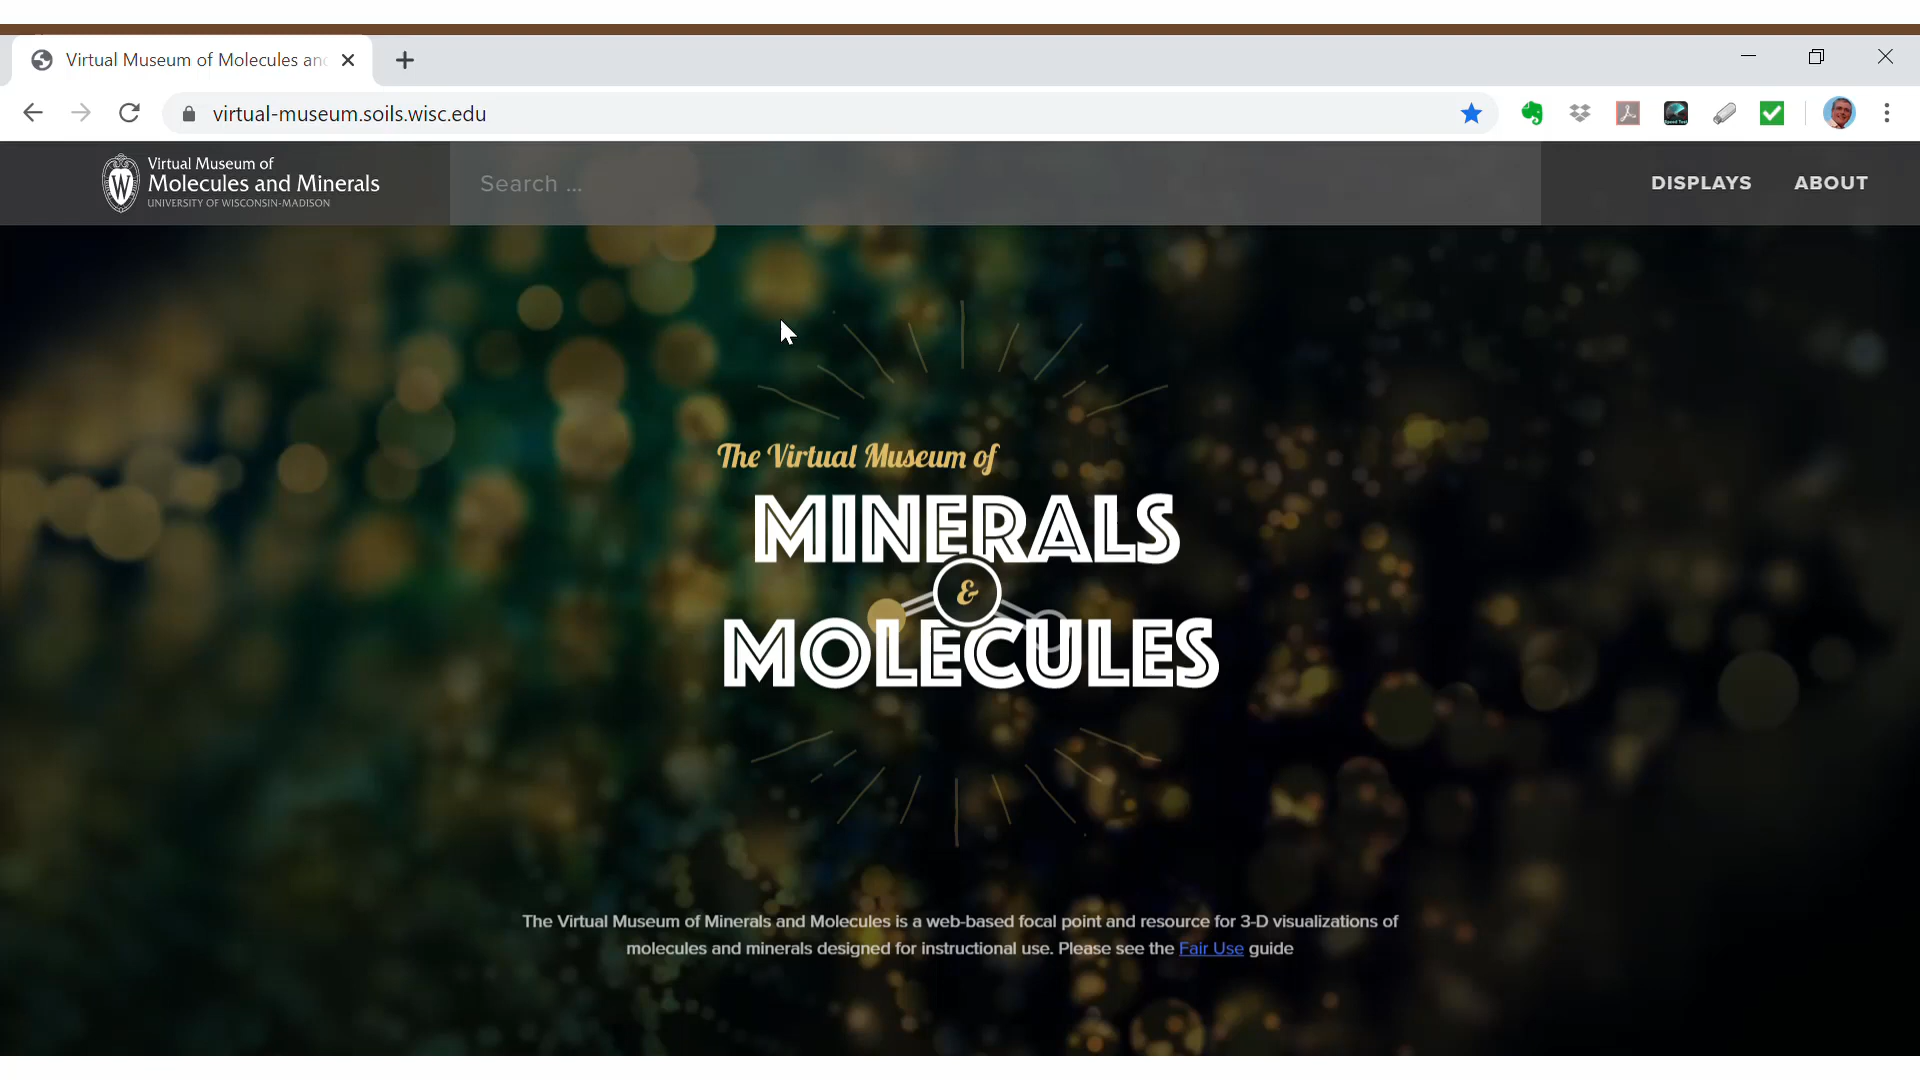 Virtual Museum of Molecules an
virtual-museum.soils.wisc.edu
Virtual Museum of
Molecules and Minerals
UNIVERSITY OF WISCONSIN-MADISON
Search ...
DISPLAYS
ABOUT
The Virtual Museum of
MINERALS
&
MOLECULES
The Virtual Museum of Minerals and Molecules is a web-based focal point and resource for 3-D visualizations of
molecules and minerals designed for instructional use. Please see the Fair Use guide